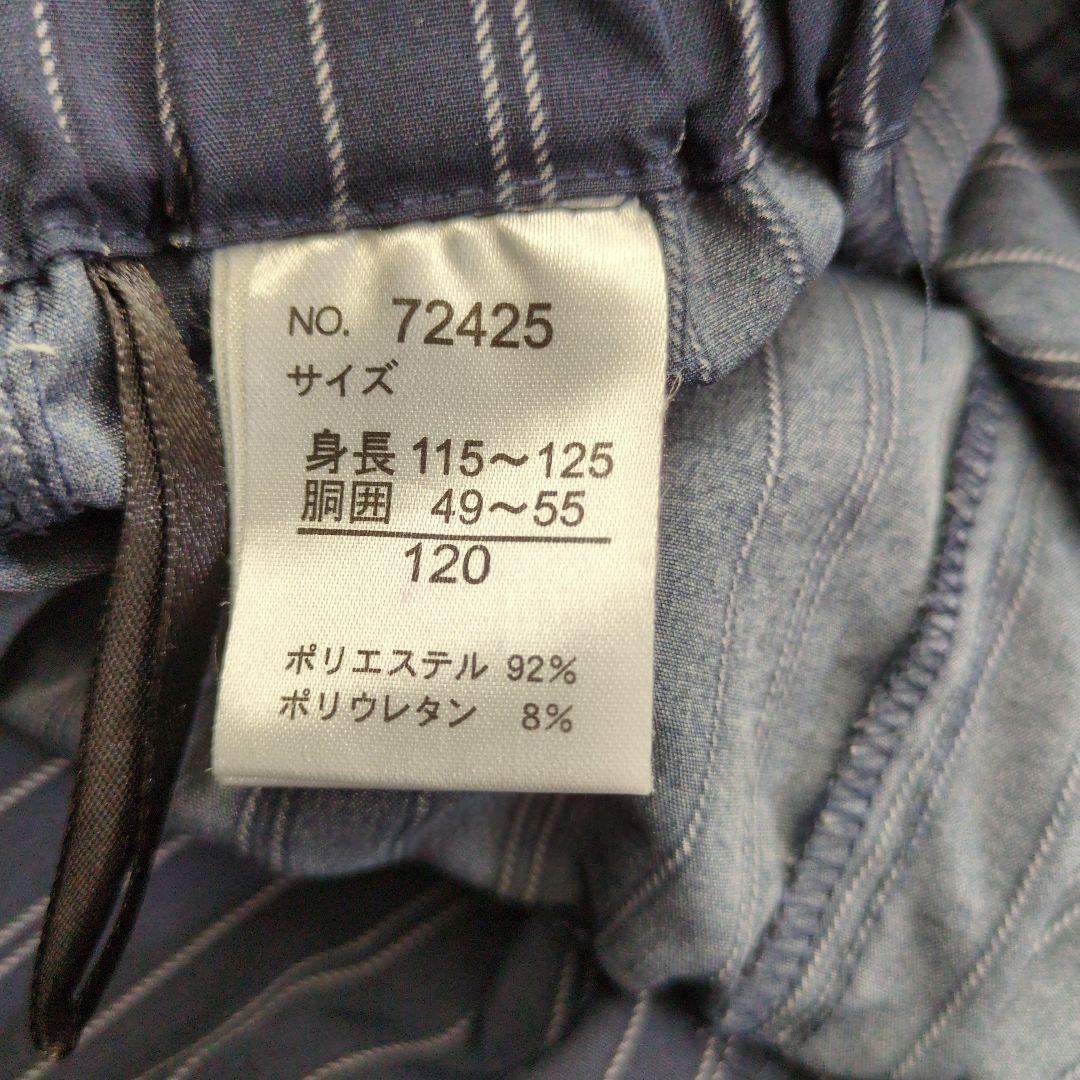 NO. 72425
サイズ
身長 115～125
胴囲 49～55
120
ポリエステル 92%
ポリウレタン 8%